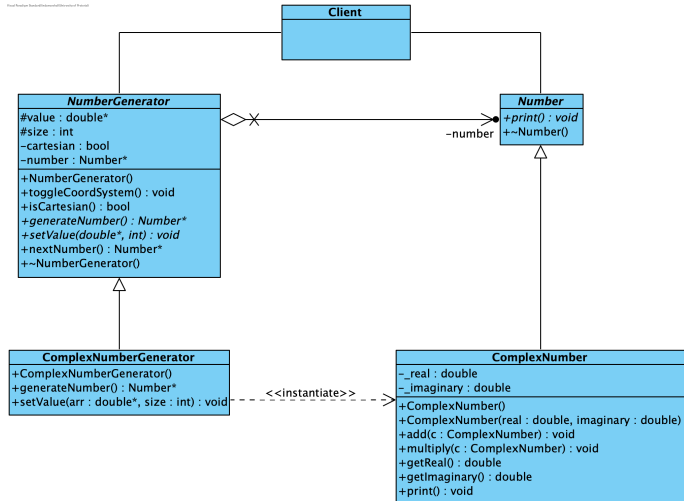 Client
NumberGenerator
#value : double*
#size : int
-cartesian : bool
-number : Number*
+NumberGenerator()
+toggleCoordSystem() : void
+isCartesian() : bool
+generateNumber() : Number*
+setValue(double*, int) : void
+nextNumber() : Number*
+~NumberGenerator()
-number
Number
+print() : void
+~Number()
ComplexNumberGenerator
+ComplexNumberGenerator()
+generateNumber() : Number*
+setValue(arr : double*, size : int) : void
<<instantiate>>
ComplexNumber
-_real : double
-_imaginary : double
+ComplexNumber()
+ComplexNumber(real : double, imaginary : double)
+add(c : ComplexNumber) : void
+multiply(c : ComplexNumber) : void
+getReal() : double
+getImaginary() : double
+print() : void